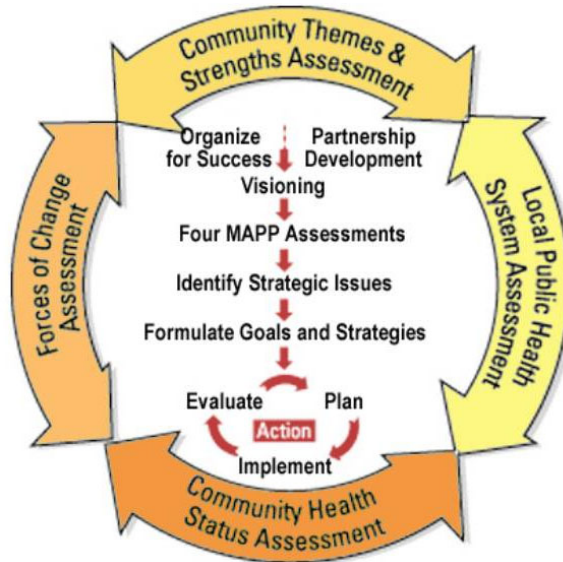 Community Themes &
Strengths Assessment
Organize
for Success
Partnership
Development
Visioning
Four MAPP Assessments
Identify Strategic Issues
Formulate Goals and Strategies
Evaluate
Plan
Action
Implement
Forces of Change
Assessment
Local Public Health
System Assessment
Community Health
Status Assessment